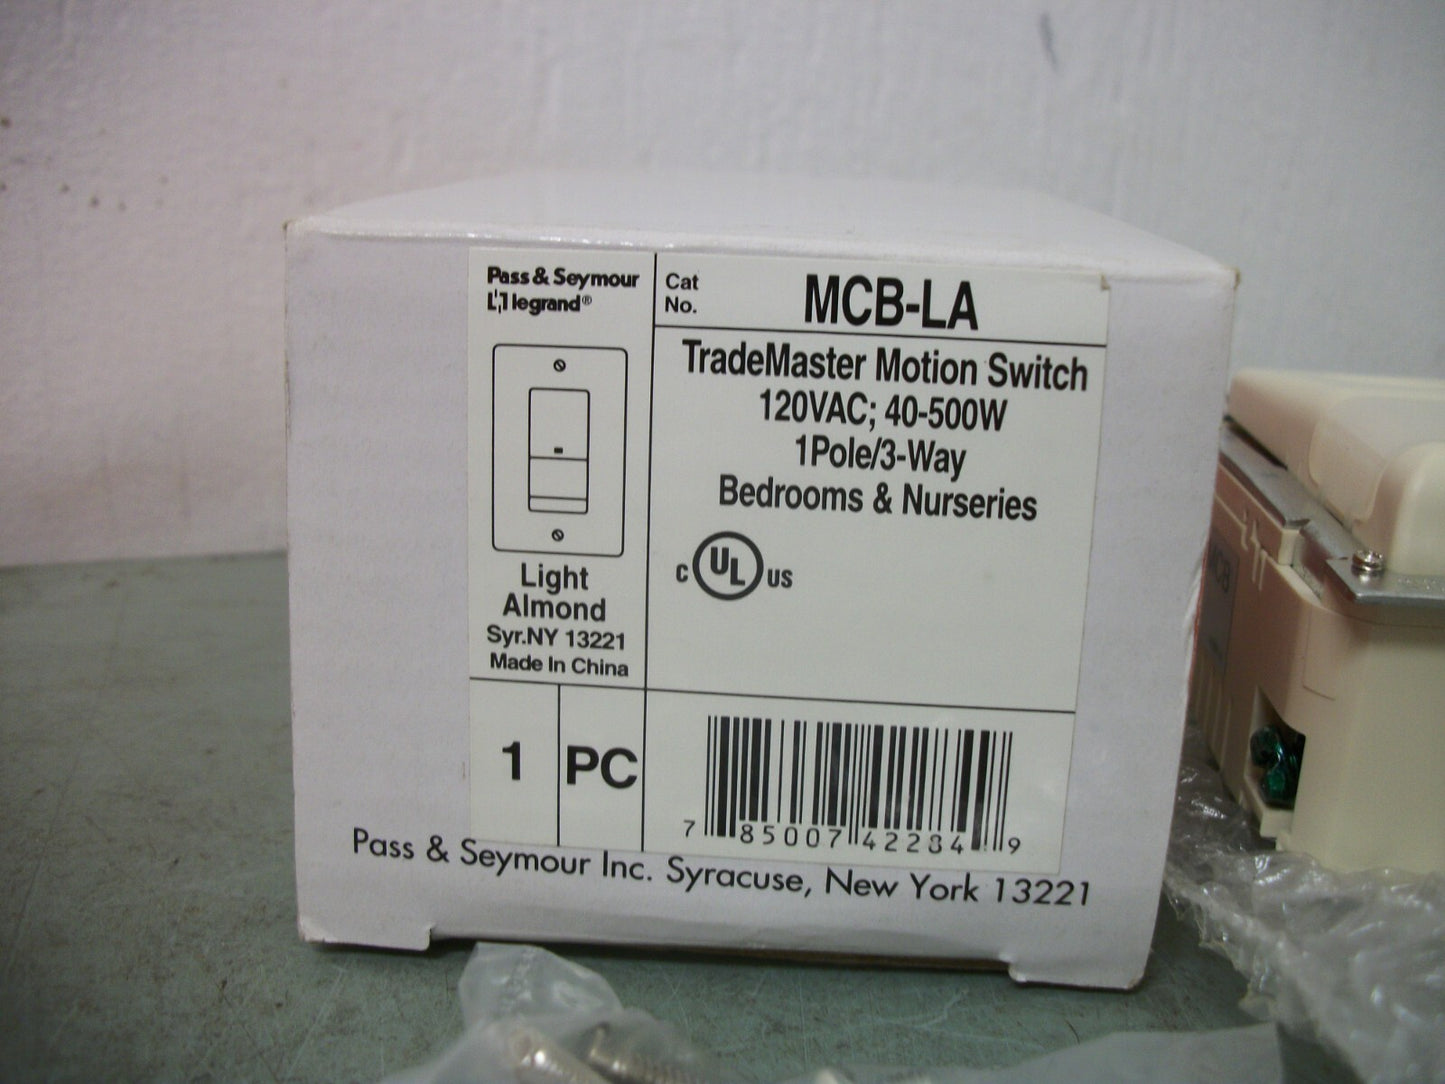 Pass & Seymour
legrand®
Cat
No.
MCB-LA
TradeMaster Motion Switch
120VAC; 40-500W
1Pole/3-Way
Bedrooms & Nurseries
C UL US
Light
Almond
Syr.NY 13221
Made In China
1 PC
7 85007 42284 9
Pass & Seymour Inc. Syracuse, New York 13221
MCB